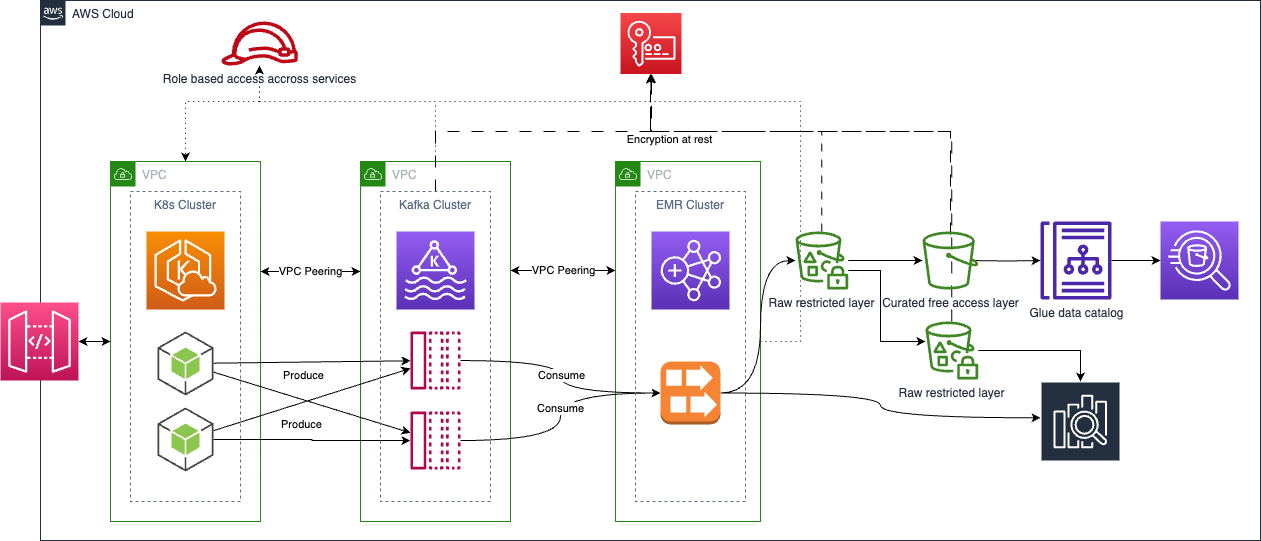 aws
AWS Cloud
Role based access accross services
Encryption at rest
VPC
VPC
VPC
K8s Cluster
Kafka Cluster
EMR Cluster
K
K
VPC Peering
VPC Peering
Raw restricted layer
Curated free access layer
Glue data catalog
</>
Produce
Consume
Raw restricted layer
Consume
Produce